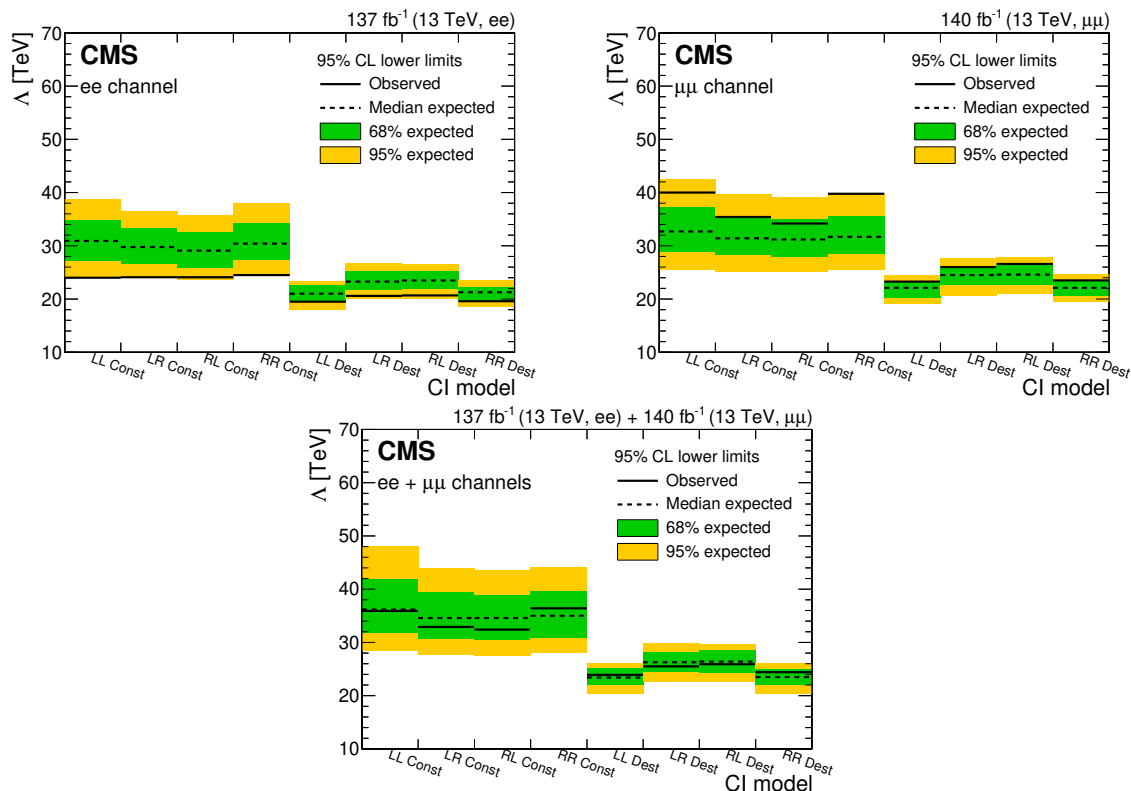 137 fb⁻¹ (13 TeV, ee)
CMS
ee channel
95% CL lower limits
Observed
Median expected
68% expected
95% expected
Λ [TeV]
70
60
50
40
30
20
10
LL Const
LR Const
RL Const
RR Const
LL Dest
LR Dest
RL Dest
RR Dest
CI model
140 fb⁻¹ (13 TeV, μμ)
CMS
μμ channel
95% CL lower limits
Observed
Median expected
68% expected
95% expected
Λ [TeV]
70
60
50
40
30
20
10
LL Const
LR Const
RL Const
RR Const
LL Dest
LR Dest
RL Dest
RR Dest
CI model
137 fb⁻¹ (13 TeV, ee) + 140 fb⁻¹ (13 TeV, μμ)
CMS
ee + μμ channels
95% CL lower limits
Observed
Median expected
68% expected
95% expected
Λ [TeV]
70
60
50
40
30
20
10
LL Const
LR Const
RL Const
RR Const
LL Dest
LR Dest
RL Dest
RR Dest
CI model